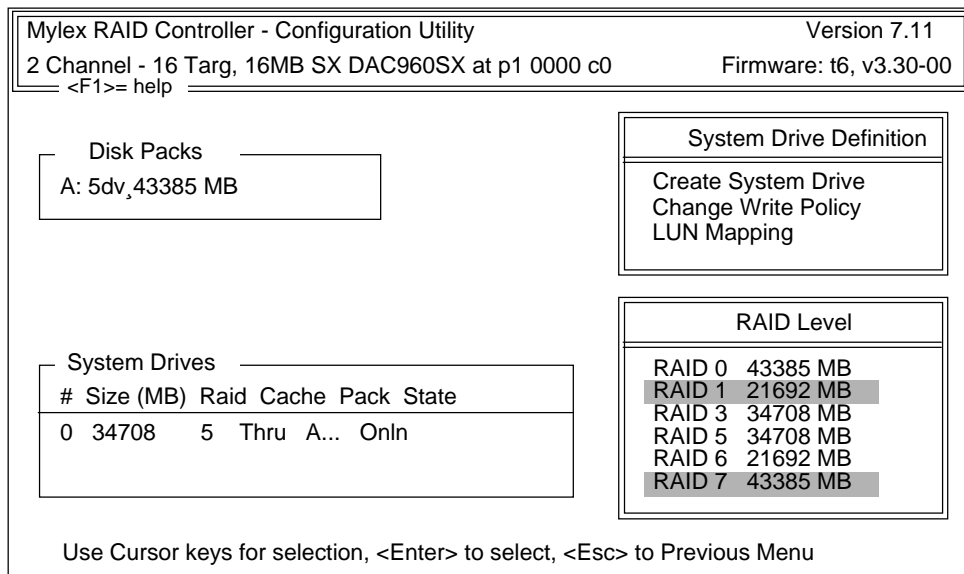 Mylex RAID Controller - Configuration Utility Version 7.11
2 Channel - 16 Targ, 16MB SX DAC960SX at p1 0000 c0 Firmware: t6, v3.30-00
<F1>= help
Disk Packs
A: 5dv¸43385 MB
System Drive Definition
Create System Drive
Change Write Policy
LUN Mapping
System Drives
# Size (MB) Raid Cache Pack State
0 34708 5 Thru A... Onln
RAID Level
RAID 0 43385 MB
RAID 1 21692 MB
RAID 3 34708 MB
RAID 5 34708 MB
RAID 6 21692 MB
RAID 7 43385 MB
Use Cursor keys for selection, <Enter> to select, <Esc> to Previous Menu